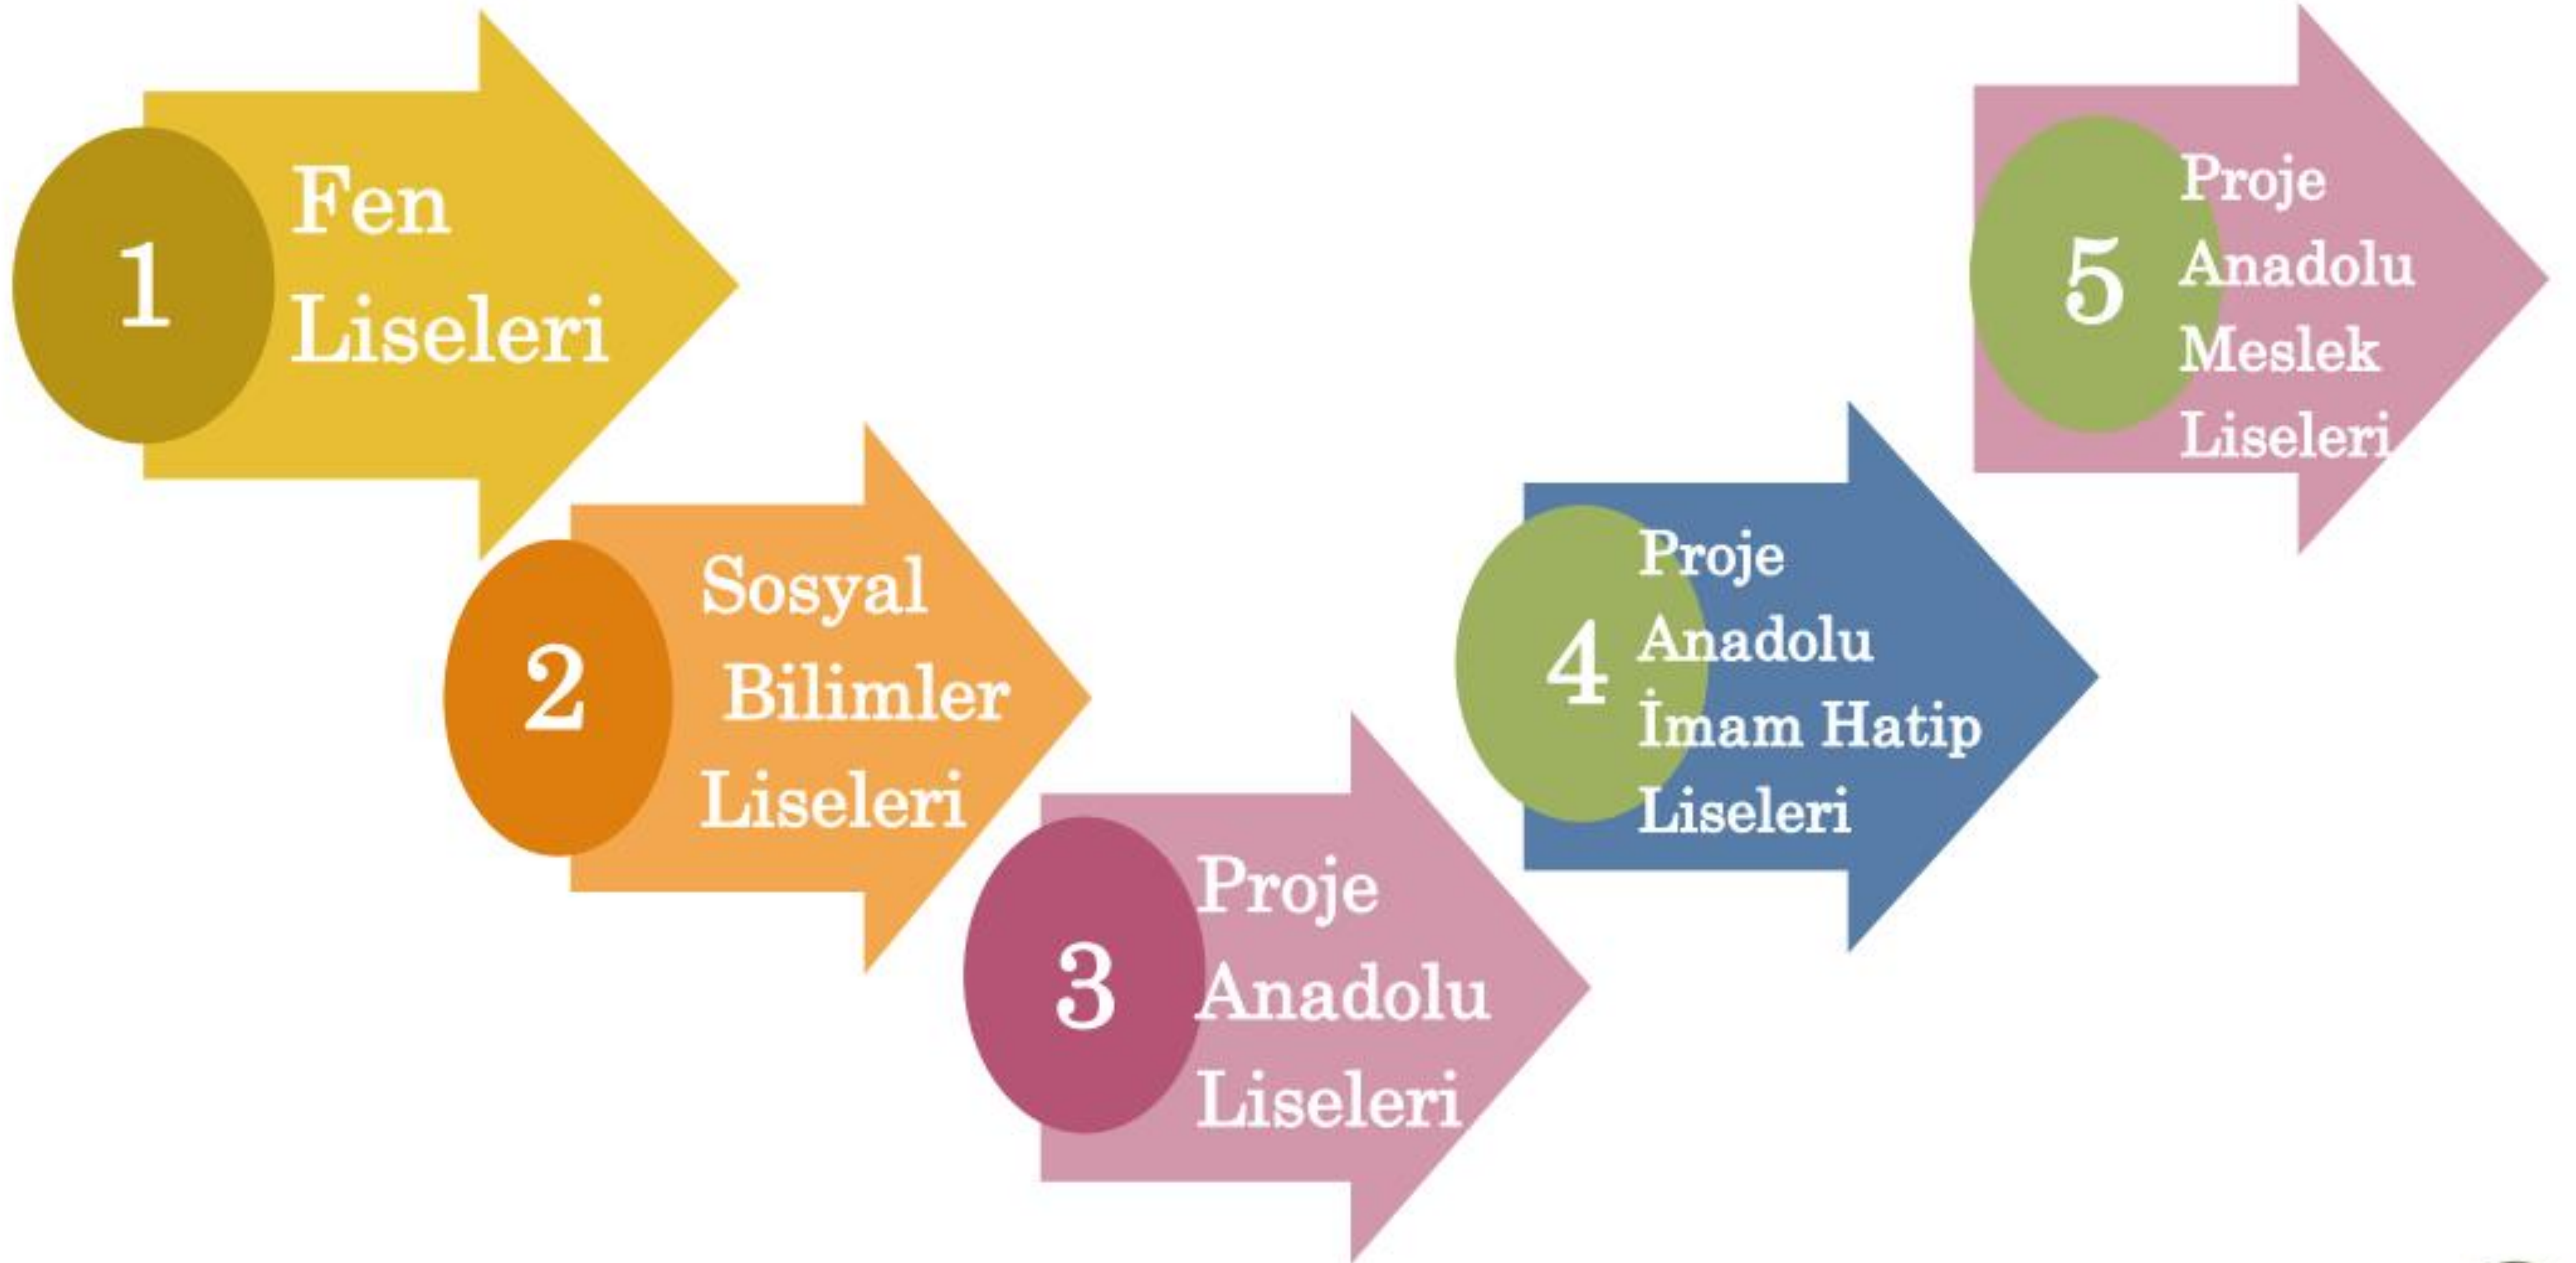 1
Fen
Liseleri
2
Sosyal
Bilimler
Liseleri
3
Proje
Anadolu
Liseleri
4
Proje
Anadolu
İmam Hatip
Liseleri
5
Proje
Anadolu
Meslek
Liseleri